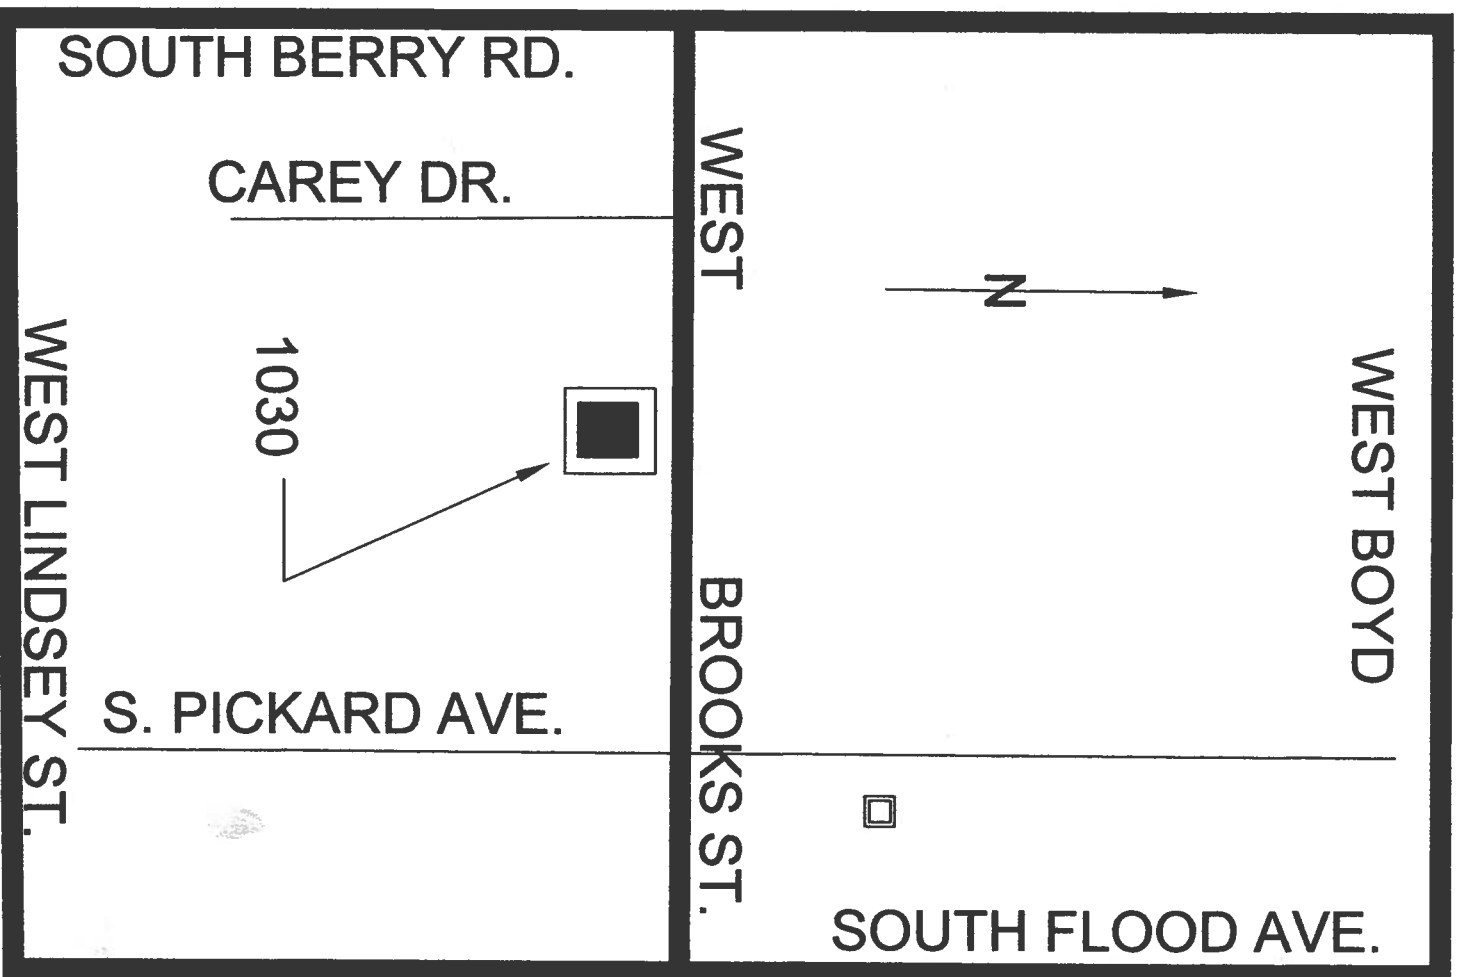 SOUTH BERRY RD.
CAREY DR.
WEST BROOKS ST.
N
1030
WEST LINDSEY ST.
WEST BOYD
S. PICKARD AVE.
SOUTH FLOOD AVE.